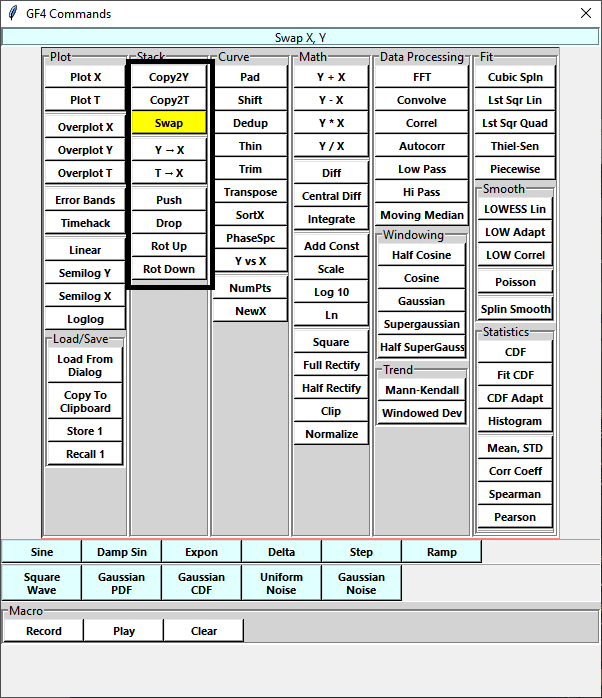 GF4 Commands
Swap X, Y
Plot
Plot X
Plot T
Overplot X
Overplot Y
Overplot T
Error Bands
Timehack
Linear
Semilog Y
Semilog X
Loglog
Load/Save
Load From
Dialog
Copy To
Clipboard
Store 1
Recall 1
Stack
Copy2Y
Copy2T
Swap
Y → X
T → X
Push
Drop
Rot Up
Rot Down
Curve
Pad
Shift
Dedup
Thin
Trim
Transpose
SortX
PhaseSpc
Y vs X
NumPts
NewX
Math
Y + X
Y - X
Y * X
Y / X
Diff
Central Diff
Integrate
Add Const
Scale
Log 10
Ln
Square
Full Rectify
Half Rectify
Clip
Normalize
Data Processing
FFT
Convolve
Correl
Autocorr
Low Pass
Hi Pass
Moving Median
Windowing
Half Cosine
Cosine
Gaussian
Supergaussian
Half SuperGauss
Trend
Mann-Kendall
Windowed Dev
Fit
Cubic Spln
Lst Sqr Lin
Lst Sqr Quad
Thiel-Sen
Piecewise
Smooth
LOWESS Lin
LOW Adapt
LOW Correl
Poisson
Splin Smooth
Statistics
CDF
Fit CDF
CDF Adapt
Histogram
Mean, STD
Corr Coeff
Spearman
Pearson
Sine
Damp Sin
Expon
Delta
Step
Ramp
Square
Wave
Gaussian
PDF
Gaussian
CDF
Uniform
Noise
Gaussian
Noise
Macro
Record
Play
Clear